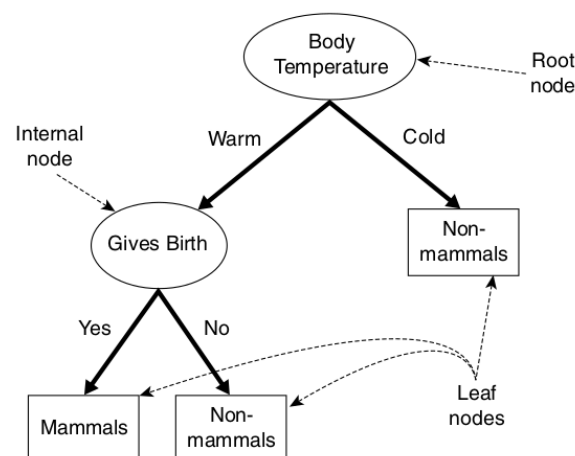 Body
Temperature
Root
node
Internal
node
Warm
Cold
Gives Birth
Non-
mammals
Yes
No
Mammals
Non-
mammals
Leaf
nodes